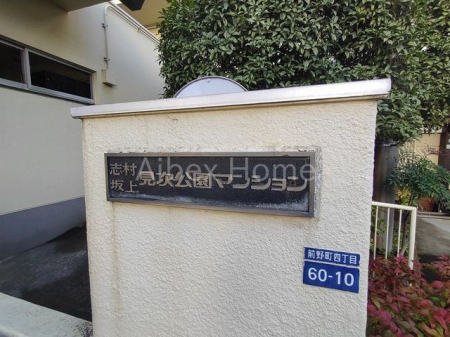 Aibex Home
志村
坂上 見次公園マンション
前野町四丁目
60-10